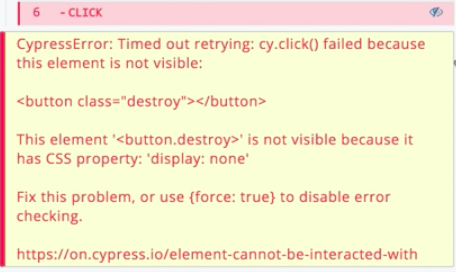 6 -CLICK
CypressError: Timed out retrying: cy.click() failed because
this element is not visible:
<button class="destroy"></button>
This element '<button.destroy>' is not visible because it
has CSS property: 'display: none'
Fix this problem, or use {force: true} to disable error
checking.
https://on.cypress.io/element-cannot-be-interacted-with